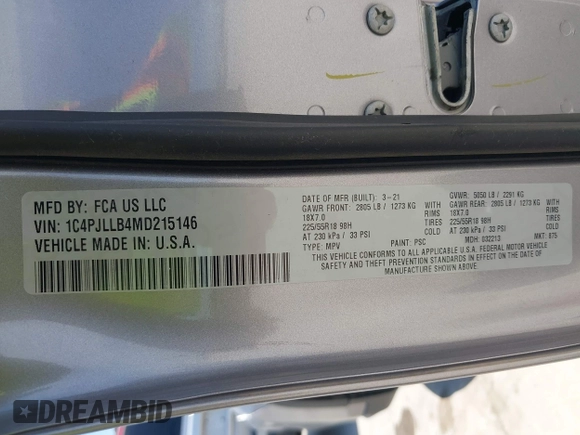 MFD BY: FCA US LLC
VIN: 1C4PJLLB4MD215146
VEHICLE MADE IN: U.S.A.
DATE OF MFR (BUILT): 3-21
GVWR: 5050 LB / 2291 KG
GAWR FRONT: 2805 LB / 1273 KG WITH
18X7.0 RIMS
225/55R18 98H TIRES
AT 230 kPa / 33 PSI COLD
GAWR REAR: 2805 LB / 1273 KG WITH
18X7.0 RIMS
225/55R18 98H TIRES
AT 230 kPa / 33 PSI COLD
TYPE: MPV PAINT: PSC MDH: 032213 MKT: 675
THIS VEHICLE CONFORMS TO ALL APPLICABLE U.S.A. MOTOR VEHICLE
SAFETY AND THEFT PREVENTION STANDARDS IN EFFECT ON THE DATE OF
MANUFACTURE SHOWN ABOVE.
DREAMBID